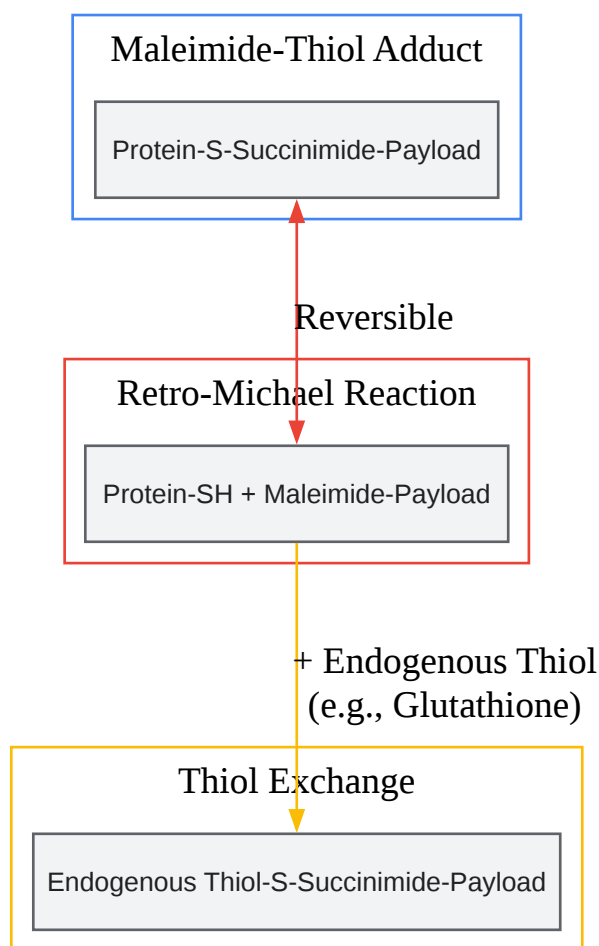 Maleimide-Thiol Adduct
Protein-S-Succinimide-Payload
Reversible
Retro-Michael Reaction
Protein-SH + Maleimide-Payload
+ Endogenous Thiol
(e.g., Glutathione)
Thiol Exchange
Endogenous Thiol-S-Succinimide-Payload